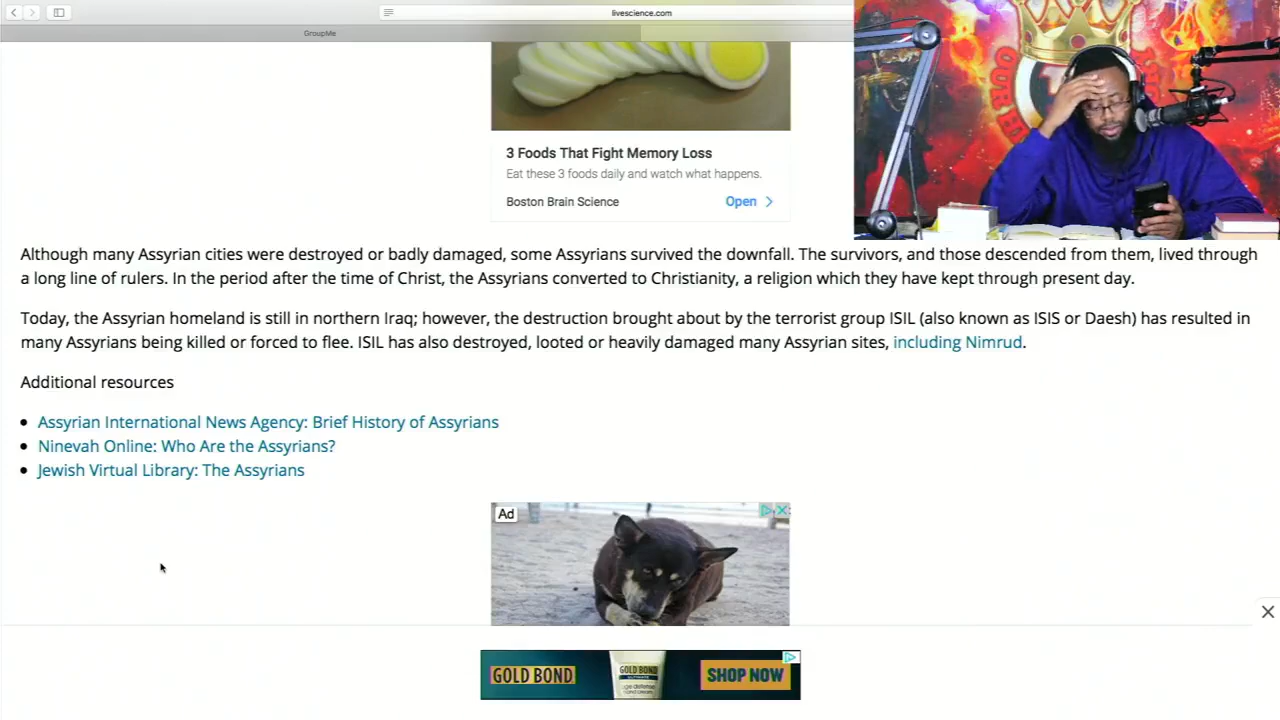 livescience.com
GroupMe
3 Foods That Fight Memory Loss
Eat these 3 foods daily and watch what happens.
Boston Brain Science
Open
Although many Assyrian cities were destroyed or badly damaged, some Assyrians survived the downfall. The survivors, and those descended from them, lived through
a long line of rulers. In the period after the time of Christ, the Assyrians converted to Christianity, a religion which they have kept through present day.
Today, the Assyrian homeland is still in northern Iraq; however, the destruction brought about by the terrorist group ISIL (also known as ISIS or Daesh) has resulted in
many Assyrians being killed or forced to flee. ISIL has also destroyed, looted or heavily damaged many Assyrian sites, including Nimrud.
Additional resources
Assyrian International News Agency: Brief History of Assyrians
Ninevah Online: Who Are the Assyrians?
Jewish Virtual Library: The Assyrians
Ad
GOLD BOND
GOLD BOND
ULTIMATE
SHOP NOW